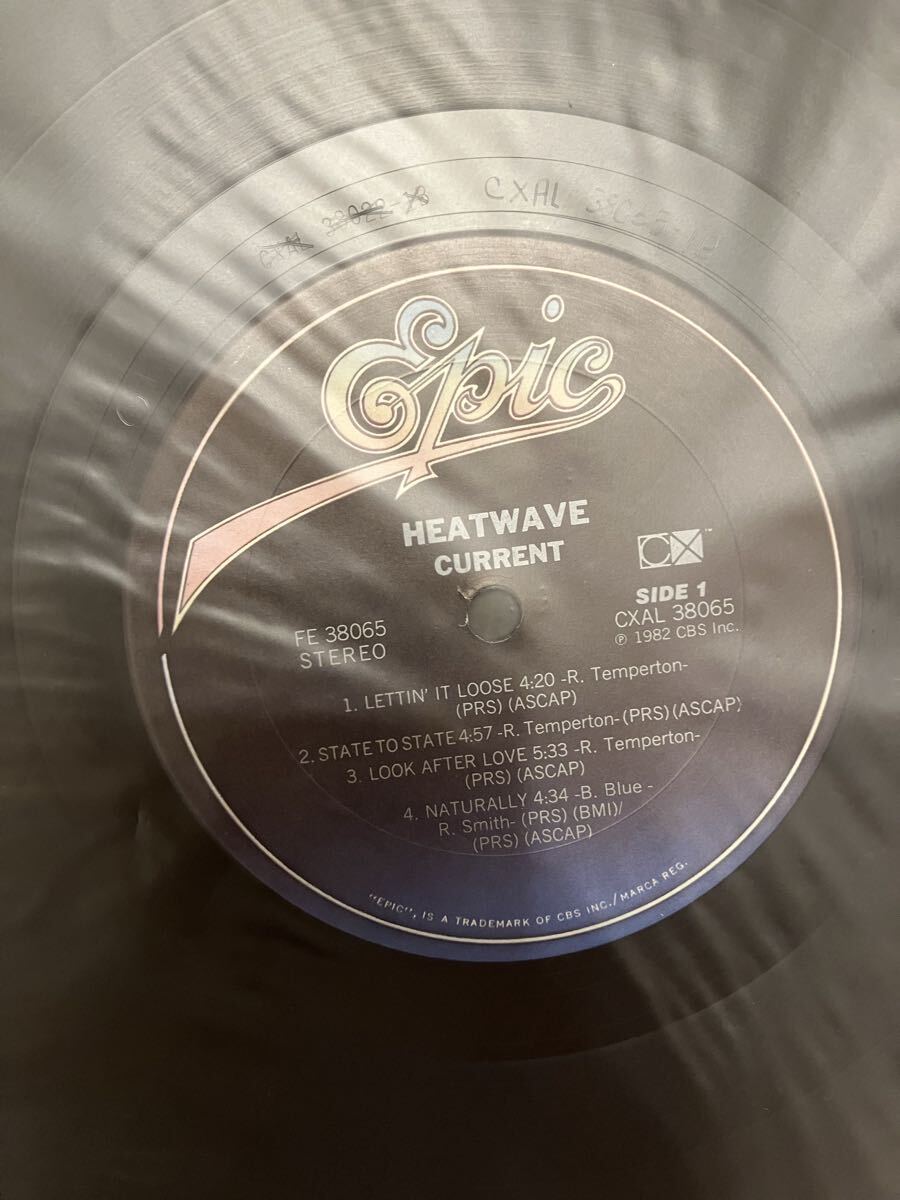 CXAL 38022-
CXAL
Epic
HEATWAVE
CURRENT
CX™
SIDE 1
FE 38065
CXAL 38065
STEREO
℗ 1982 CBS Inc.
1. LETTIN' IT LOOSE 4:20 -R. Temperton-
(PRS) (ASCAP)
2. STATE TO STATE 4:57 -R. Temperton- (PRS) (ASCAP)
3. LOOK AFTER LOVE 5:33 -R. Temperton-
(PRS) (ASCAP)
4. NATURALLY 4:34 -B. Blue -
R. Smith- (PRS) (BMI)/
(PRS) (ASCAP)
"EPIC", IS A TRADEMARK OF CBS INC./MARCA REG.